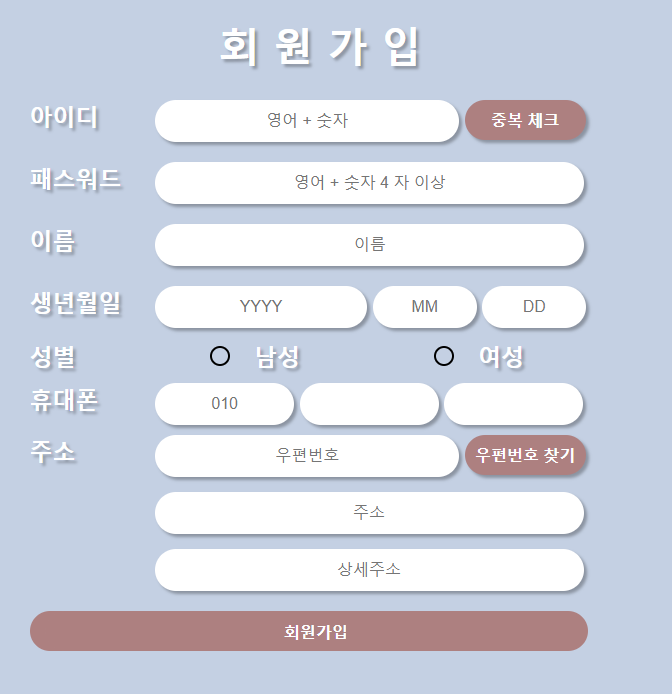 회 원 가 입
아이디 영어 + 숫자 중복 체크
패스워드 영어 + 숫자 4 자 이상
이름 이름
생년월일 YYYY MM DD
성별 남성 여성
휴대폰 010
주소 우편번호 우편번호 찾기
주소
상세주소
회원가입